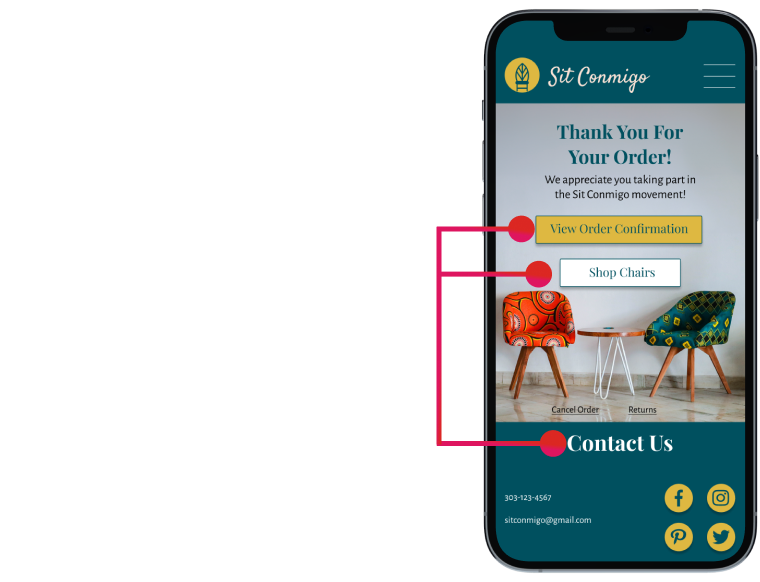 Sit Conmigo
Thank You For
Your Order!
We appreciate you taking part in
the Sit Conmigo movement!
View Order Confirmation
Shop Chairs
Cancel Order Returns
Contact Us
303-123-4567
sitconmigo@gmail.com